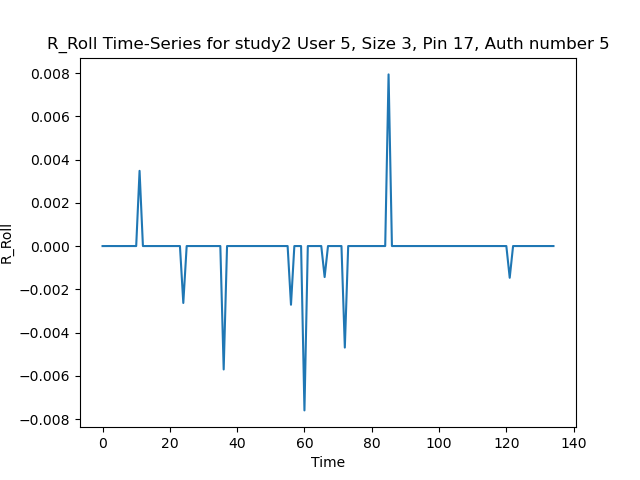 R_Roll Time-Series for study2 User 5, Size 3, Pin 17, Auth number 5
0.008
0.006
0.004
0.002
0.000
−0.002
−0.004
−0.006
−0.008
R_Roll
0 20 40 60 80 100 120 140
Time